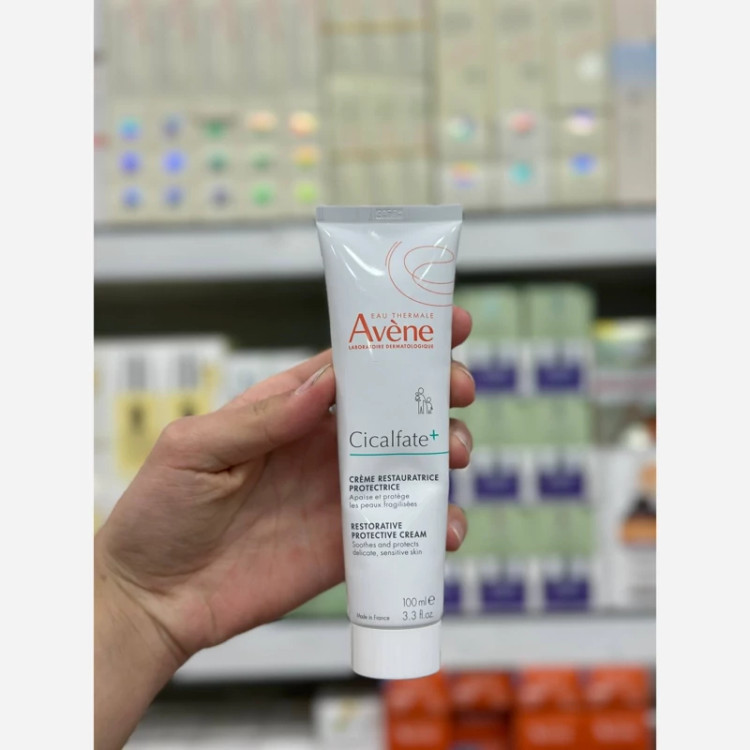 EAU THERMALE
Avène
LABORATOIRE DERMATOLOGIQUE
Cicalfate+
CRÈME RESTAURATRICE
PROTECTRICE
Apaise et protège
les peaux fragilisées
RESTORATIVE
PROTECTIVE CREAM
Soothes and protects
delicate, sensitive skin
100 ml e
Made in France 3.3 fl.oz.